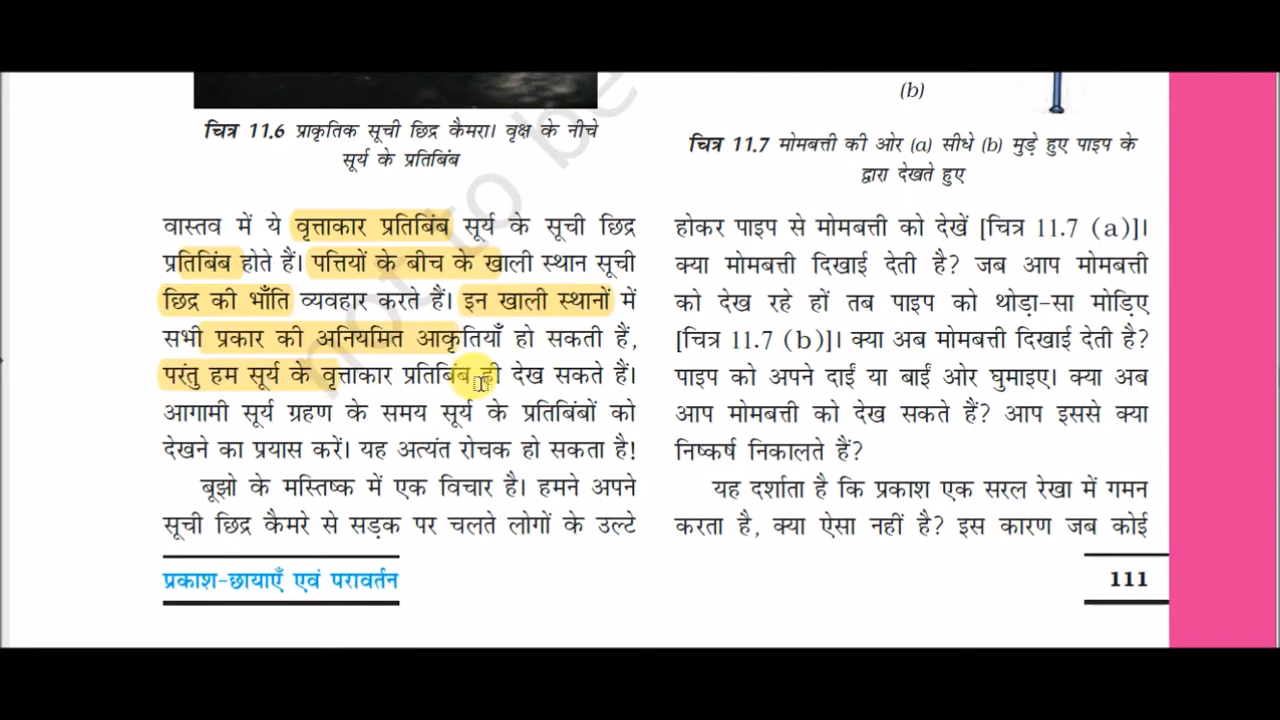 (b)
चित्र 11.6 प्राकृतिक सूची छिद्र कैमरा। वृक्ष के नीचे
सूर्य के प्रतिबिंब
चित्र 11.7 मोमबत्ती की ओर (a) सीधे (b) मुड़े हुए पाइप के
द्वारा देखते हुए
वास्तव में ये वृत्ताकार प्रतिबिंब सूर्य के सूची छिद्र
प्रतिबिंब होते हैं। पत्तियों के बीच के खाली स्थान सूची
छिद्र की भाँति व्यवहार करते हैं। इन खाली स्थानों में
सभी प्रकार की अनियमित आकृतियाँ हो सकती हैं,
परंतु हम सूर्य के वृत्ताकार प्रतिबिंब ही देख सकते हैं।
आगामी सूर्य ग्रहण के समय सूर्य के प्रतिबिंबों को
देखने का प्रयास करें। यह अत्यंत रोचक हो सकता है!
बूझो के मस्तिष्क में एक विचार है। हमने अपने
सूची छिद्र कैमरे से सड़क पर चलते लोगों के उल्टे
होकर पाइप से मोमबत्ती को देखें [चित्र 11.7 (a)]।
क्या मोमबत्ती दिखाई देती है? जब आप मोमबत्ती
को देख रहे हों तब पाइप को थोड़ा-सा मोड़िए
[चित्र 11.7 (b)]। क्या अब मोमबत्ती दिखाई देती है?
पाइप को अपने दाईं या बाईं ओर घुमाइए। क्या अब
आप मोमबत्ती को देख सकते हैं? आप इससे क्या
निष्कर्ष निकालते हैं?
यह दर्शाता है कि प्रकाश एक सरल रेखा में गमन
करता है, क्या ऐसा नहीं है? इस कारण जब कोई
प्रकाश-छायाएँ एवं परावर्तन
111
not to be